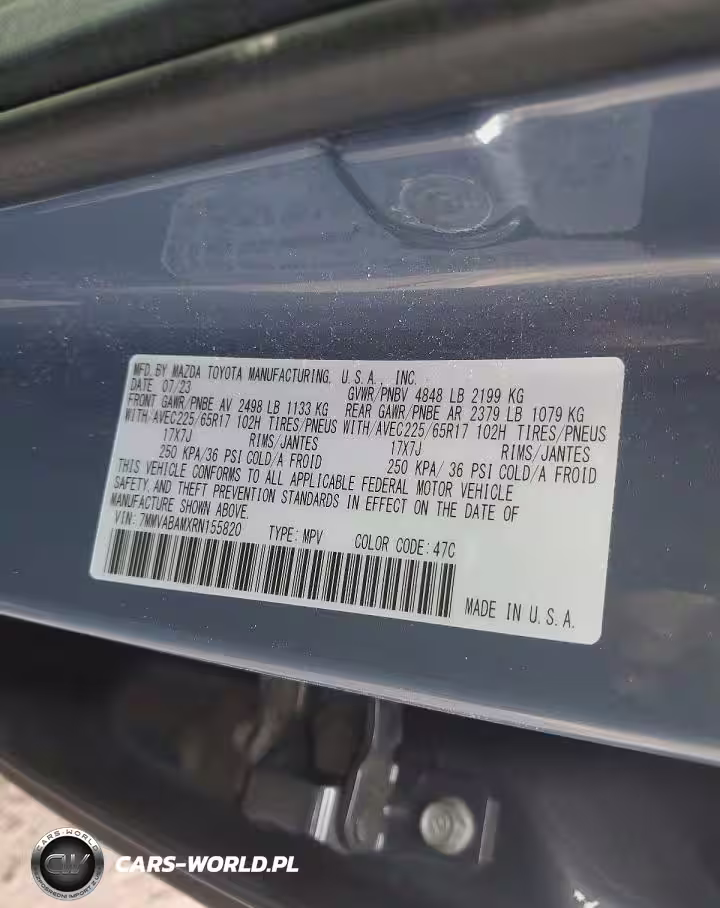 MFD. BY MAZDA TOYOTA MANUFACTURING, U.S.A., INC.
DATE 07/23 GVWR/PNBV 4848 LB 2199 KG
FRONT GAWR/PNBE AV 2498 LB 1133 KG REAR GAWR/PNBE AR 2379 LB 1079 KG
WITH/AVEC225/65R17 102H TIRES/PNEUS WITH/AVEC225/65R17 102H TIRES/PNEUS
17X7J RIMS/JANTES 17X7J RIMS/JANTES
250 KPA/36 PSI COLD/A FROID 250 KPA/ 36 PSI COLD/A FROID
THIS VEHICLE CONFORMS TO ALL APPLICABLE FEDERAL MOTOR VEHICLE
SAFETY, AND THEFT PREVENTION STANDARDS IN EFFECT ON THE DATE OF
MANUFACTURE SHOWN ABOVE.
VIN: 7MMVABAMXRN155820 TYPE: MPV COLOR CODE: 47C
MADE IN U.S.A.
CARS-WORLD
CARS-WORLD.PL